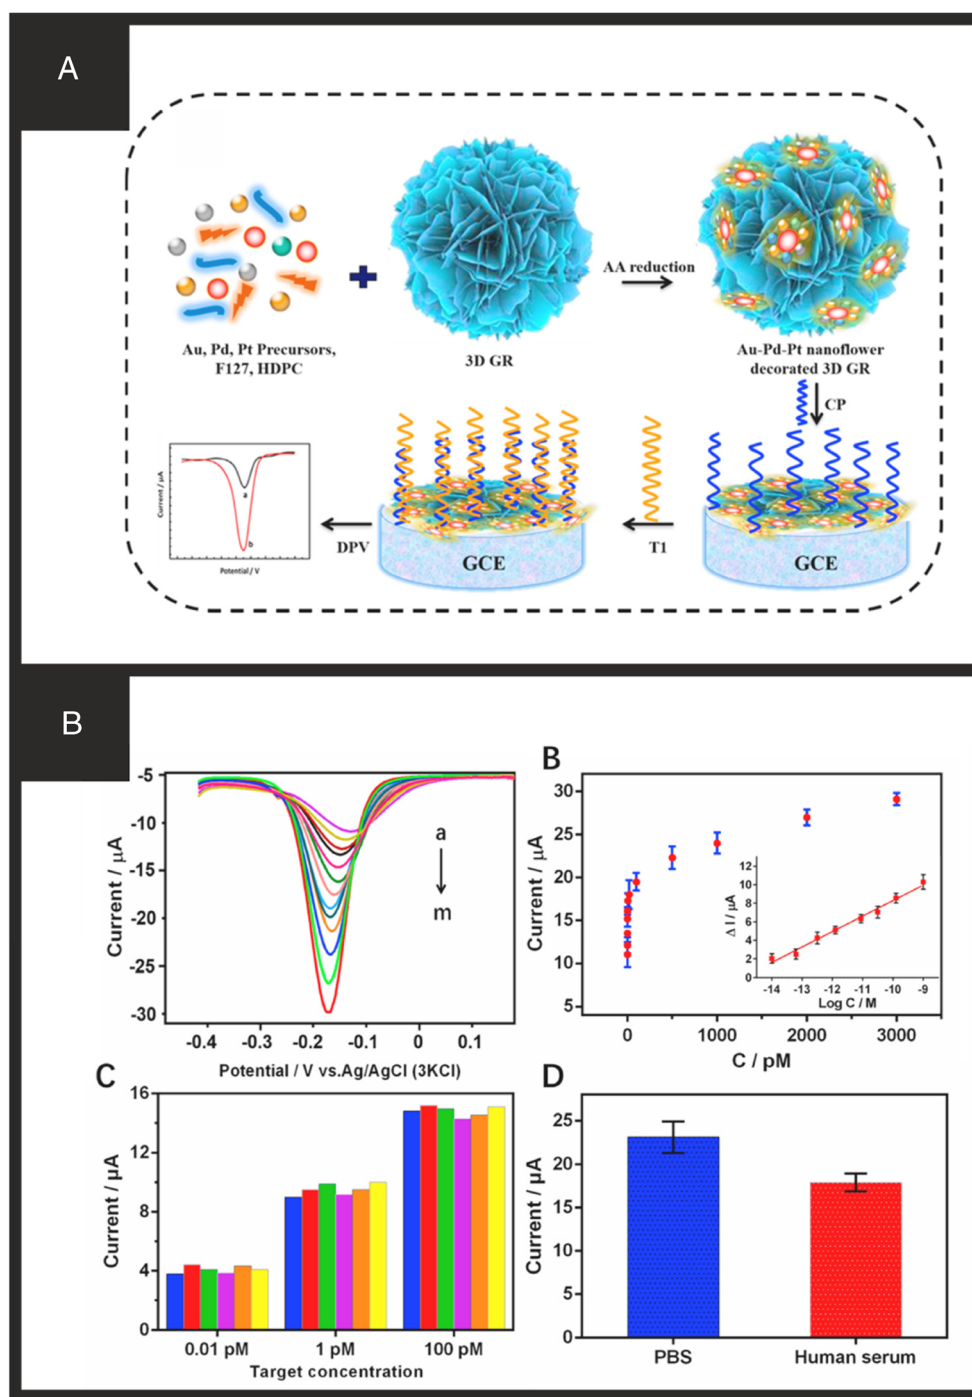 A
AA reduction
Au, Pd, Pt Precursors,
F127, HDPC
3D GR
Au-Pd-Pt nanoflower
decorated 3D GR
CP
Current / µA
a
b
Potential / V
DPV
GCE
T1
GCE
B
-5
-10
-15
-20
-25
-30
Current / µA
a
m
-0.4
-0.3
-0.2
-0.1
0
0.1
Potential / V vs.Ag/AgCl (3KCl)
B
30
25
20
15
10
5
Current / µA
0
1000
2000
3000
C / pM
12
10
8
6
4
2
0
Δ I / µA
-14
-13
-12
-11
-10
-9
Log C / M
C
16
12
8
4
0
Current / µA
0.01 pM
1 pM
100 pM
Target concentration
D
25
20
15
10
5
0
Current / µA
PBS
Human serum